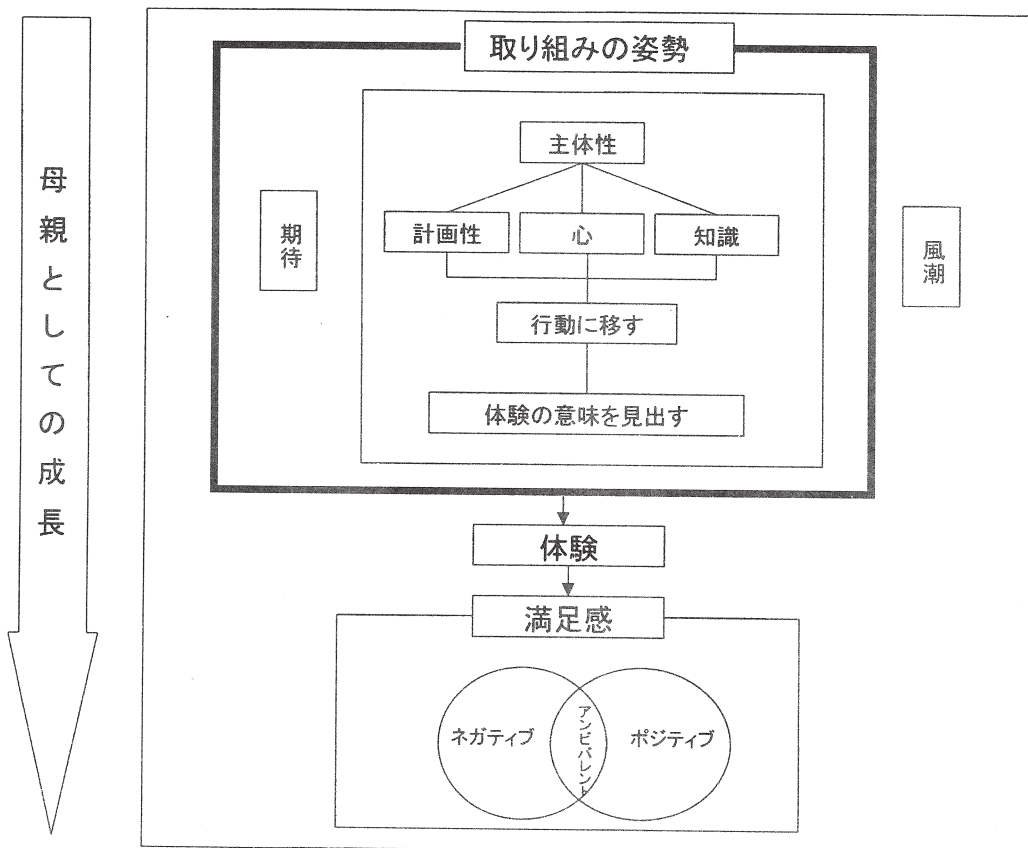 母親としての成長
取り組みの姿勢
主体性
計画性
心
知識
期待
風潮
行動に移す
体験の意味を見出す
体験
満足感
ネガティブ
アンビバレント
ポジティブ